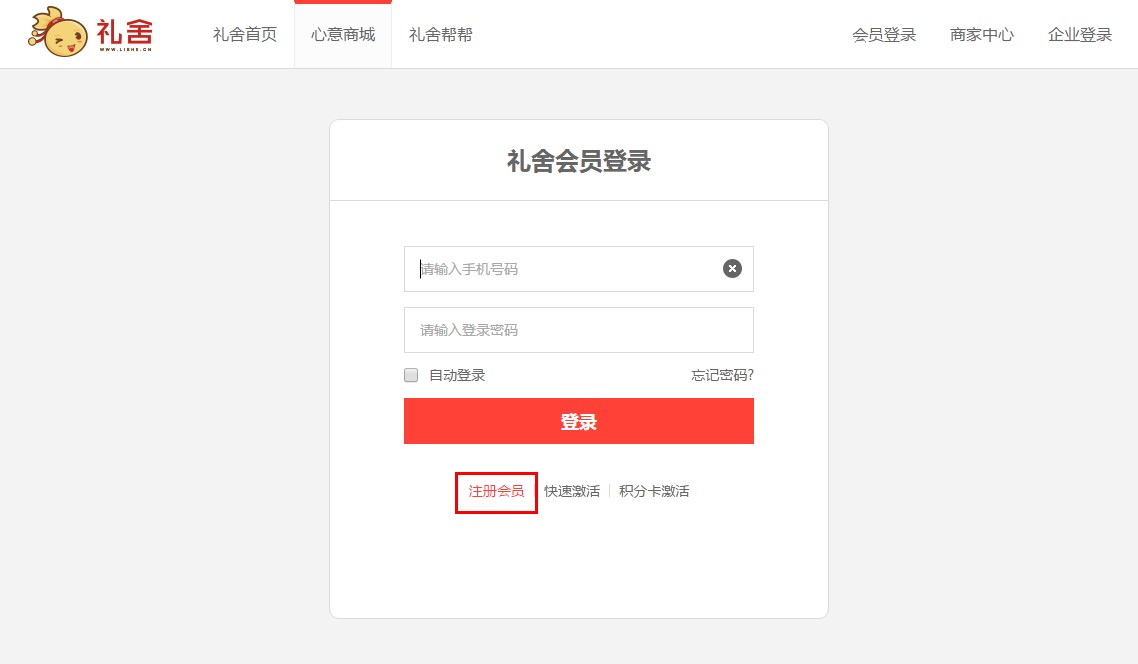 礼舍
WWW.LISHE.CN
礼舍首页 心意商城 礼舍帮帮 会员登录 商家中心 企业登录
礼舍会员登录
请输入手机号码
请输入登录密码
自动登录 忘记密码?
登录
注册会员 快速激活 积分卡激活